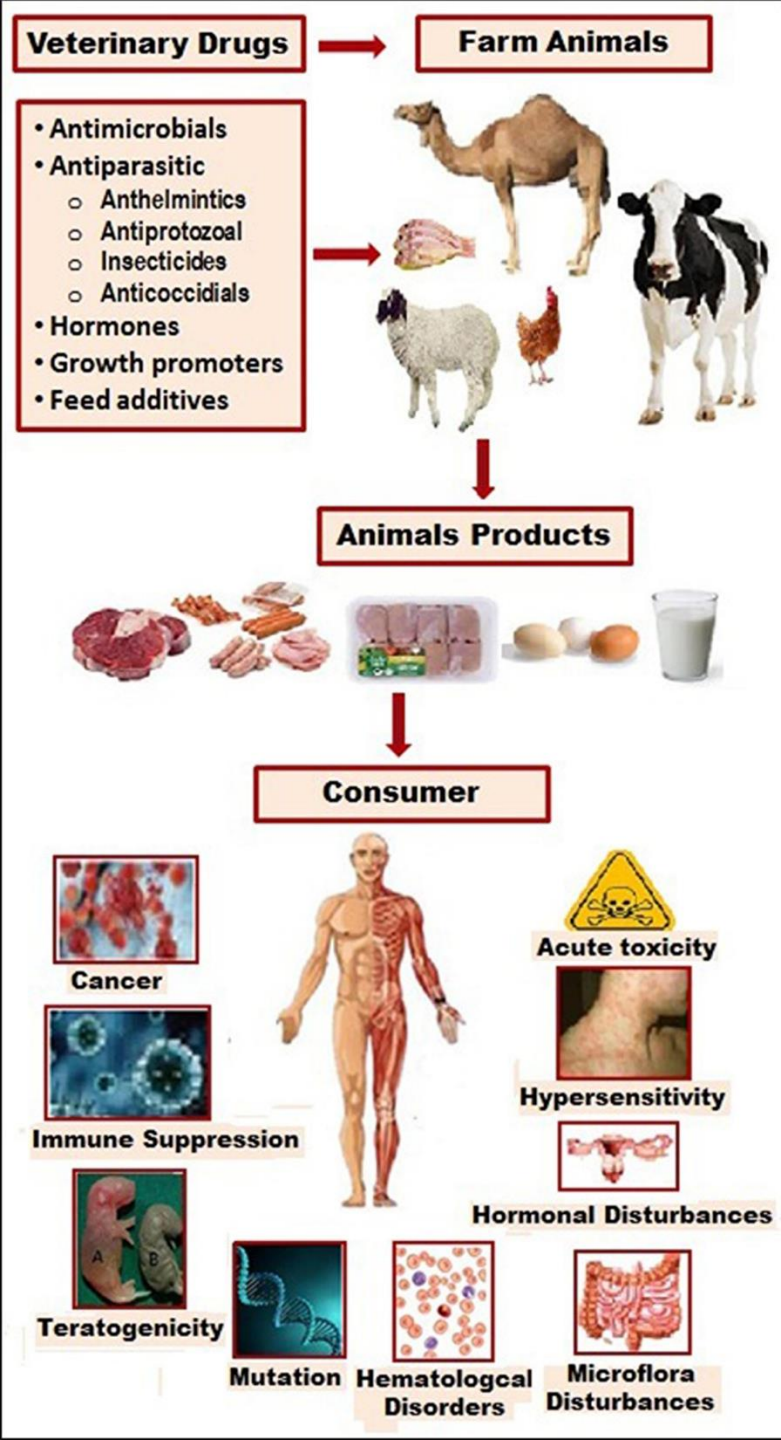 Veterinary Drugs
Farm Animals
• Antimicrobials
• Antiparasitic
o Anthelmintics
o Antiprotozoal
o Insecticides
o Anticoccidials
• Hormones
• Growth promoters
• Feed additives
Animals Products
Consumer
Cancer
Acute toxicity
Immune Suppression
Hypersensitivity
Hormonal Disturbances
A
B
Teratogenicity
Mutation
Hematologcal
Disorders
Microflora
Disturbances